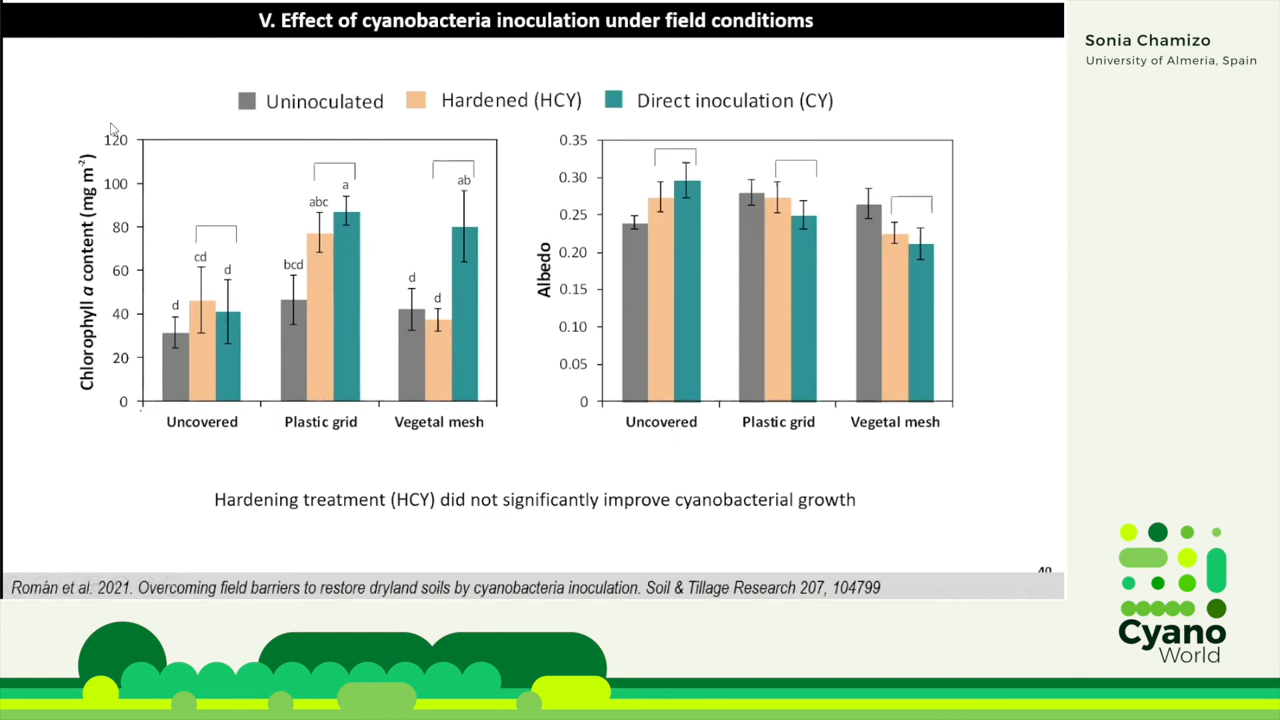 V. Effect of cyanobacteria inoculation under field conditioms
Sonia Chamizo
University of Almeria, Spain
Uninoculated
Hardened (HCY)
Direct inoculation (CY)
Chlorophyll a content (mg m-2)
120
100
80
60
40
20
0
d
cd
d
bcd
abc
a
d
d
ab
Uncovered
Plastic grid
Vegetal mesh
Albedo
0.35
0.30
0.25
0.20
0.15
0.10
0.05
0
Uncovered
Plastic grid
Vegetal mesh
Hardening treatment (HCY) did not significantly improve cyanobacterial growth
Román et al. 2021. Overcoming field barriers to restore dryland soils by cyanobacteria inoculation. Soil & Tillage Research 207, 104799
Cyano
World